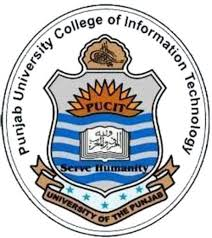 Punjab University College of Information Technology
PUCIT
Serve Humanity
UNIVERSITY OF THE PUNJAB